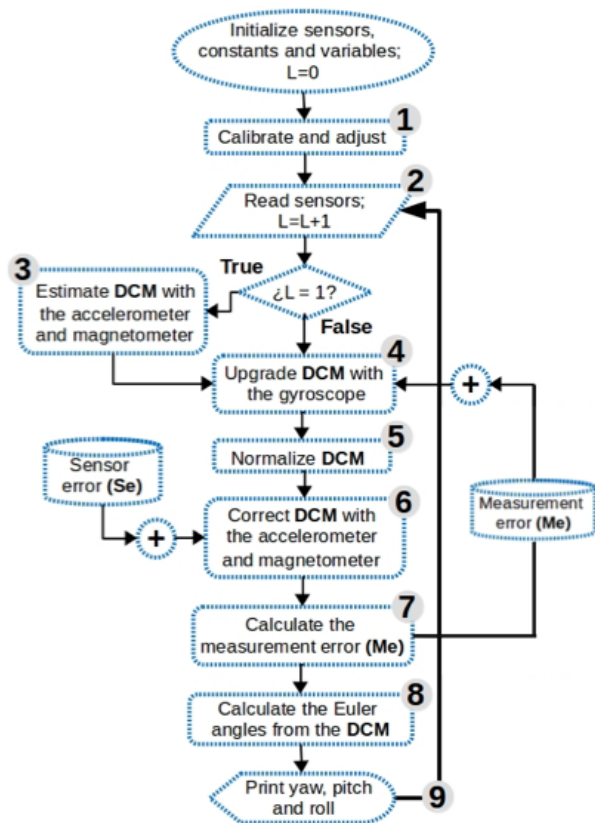 Initialize sensors,
constants and variables;
L=0
1
Calibrate and adjust
2
Read sensors;
L=L+1
3
True
Estimate DCM with
the accelerometer
and magnetometer
¿L = 1?
False
4
Upgrade DCM with
the gyroscope
+
5
Normalize DCM
Sensor
error (Se)
+
6
Correct DCM with
the accelerometer
and magnetometer
Measurement
error (Me)
7
Calculate the
measurement error (Me)
8
Calculate the Euler
angles from the DCM
Print yaw, pitch
and roll
9